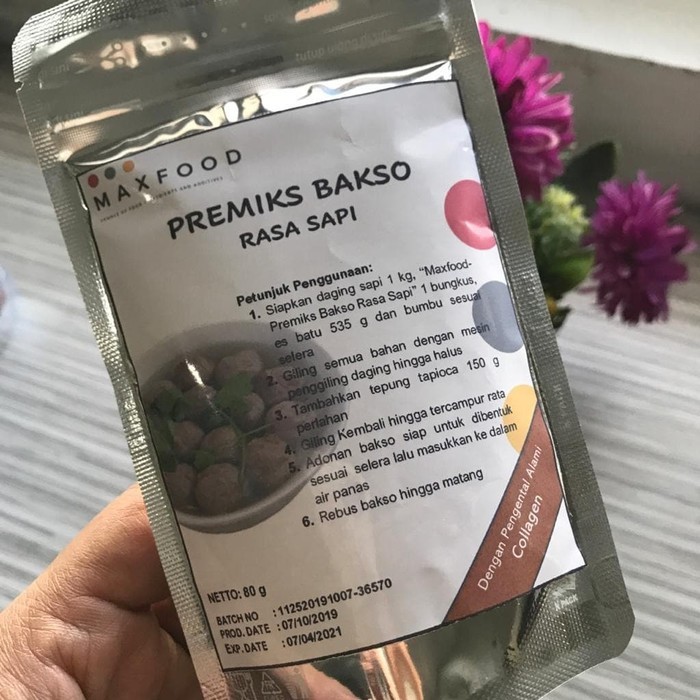 tutup
MAXFOOD
PREMIKS BAKSO
RASA SAPI
Petunjuk Penggunaan:
1. Siapkan daging sapi 1 kg, "Maxfood-
Premiks Bakso Rasa Sapi" 1 bungkus,
es batu 535 g dan bumbu sesuai
selera
2. Giling semua bahan dengan mesin
penggiling daging hingga halus
3. Tambahkan tepung tapioca 150 g
perlahan
4. Giling Kembali hingga tercampur rata
5. Adonan bakso siap untuk dibentuk
sesuai selera lalu masukkan ke dalam
air panas
6. Rebus bakso hingga matang
Dengan Pengental Alami
Collagen
NETTO: 80 g
BATCH NO : 112520191007-36570
PROD. DATE : 07/10/2019
EXP. DATE : 07/04/2021